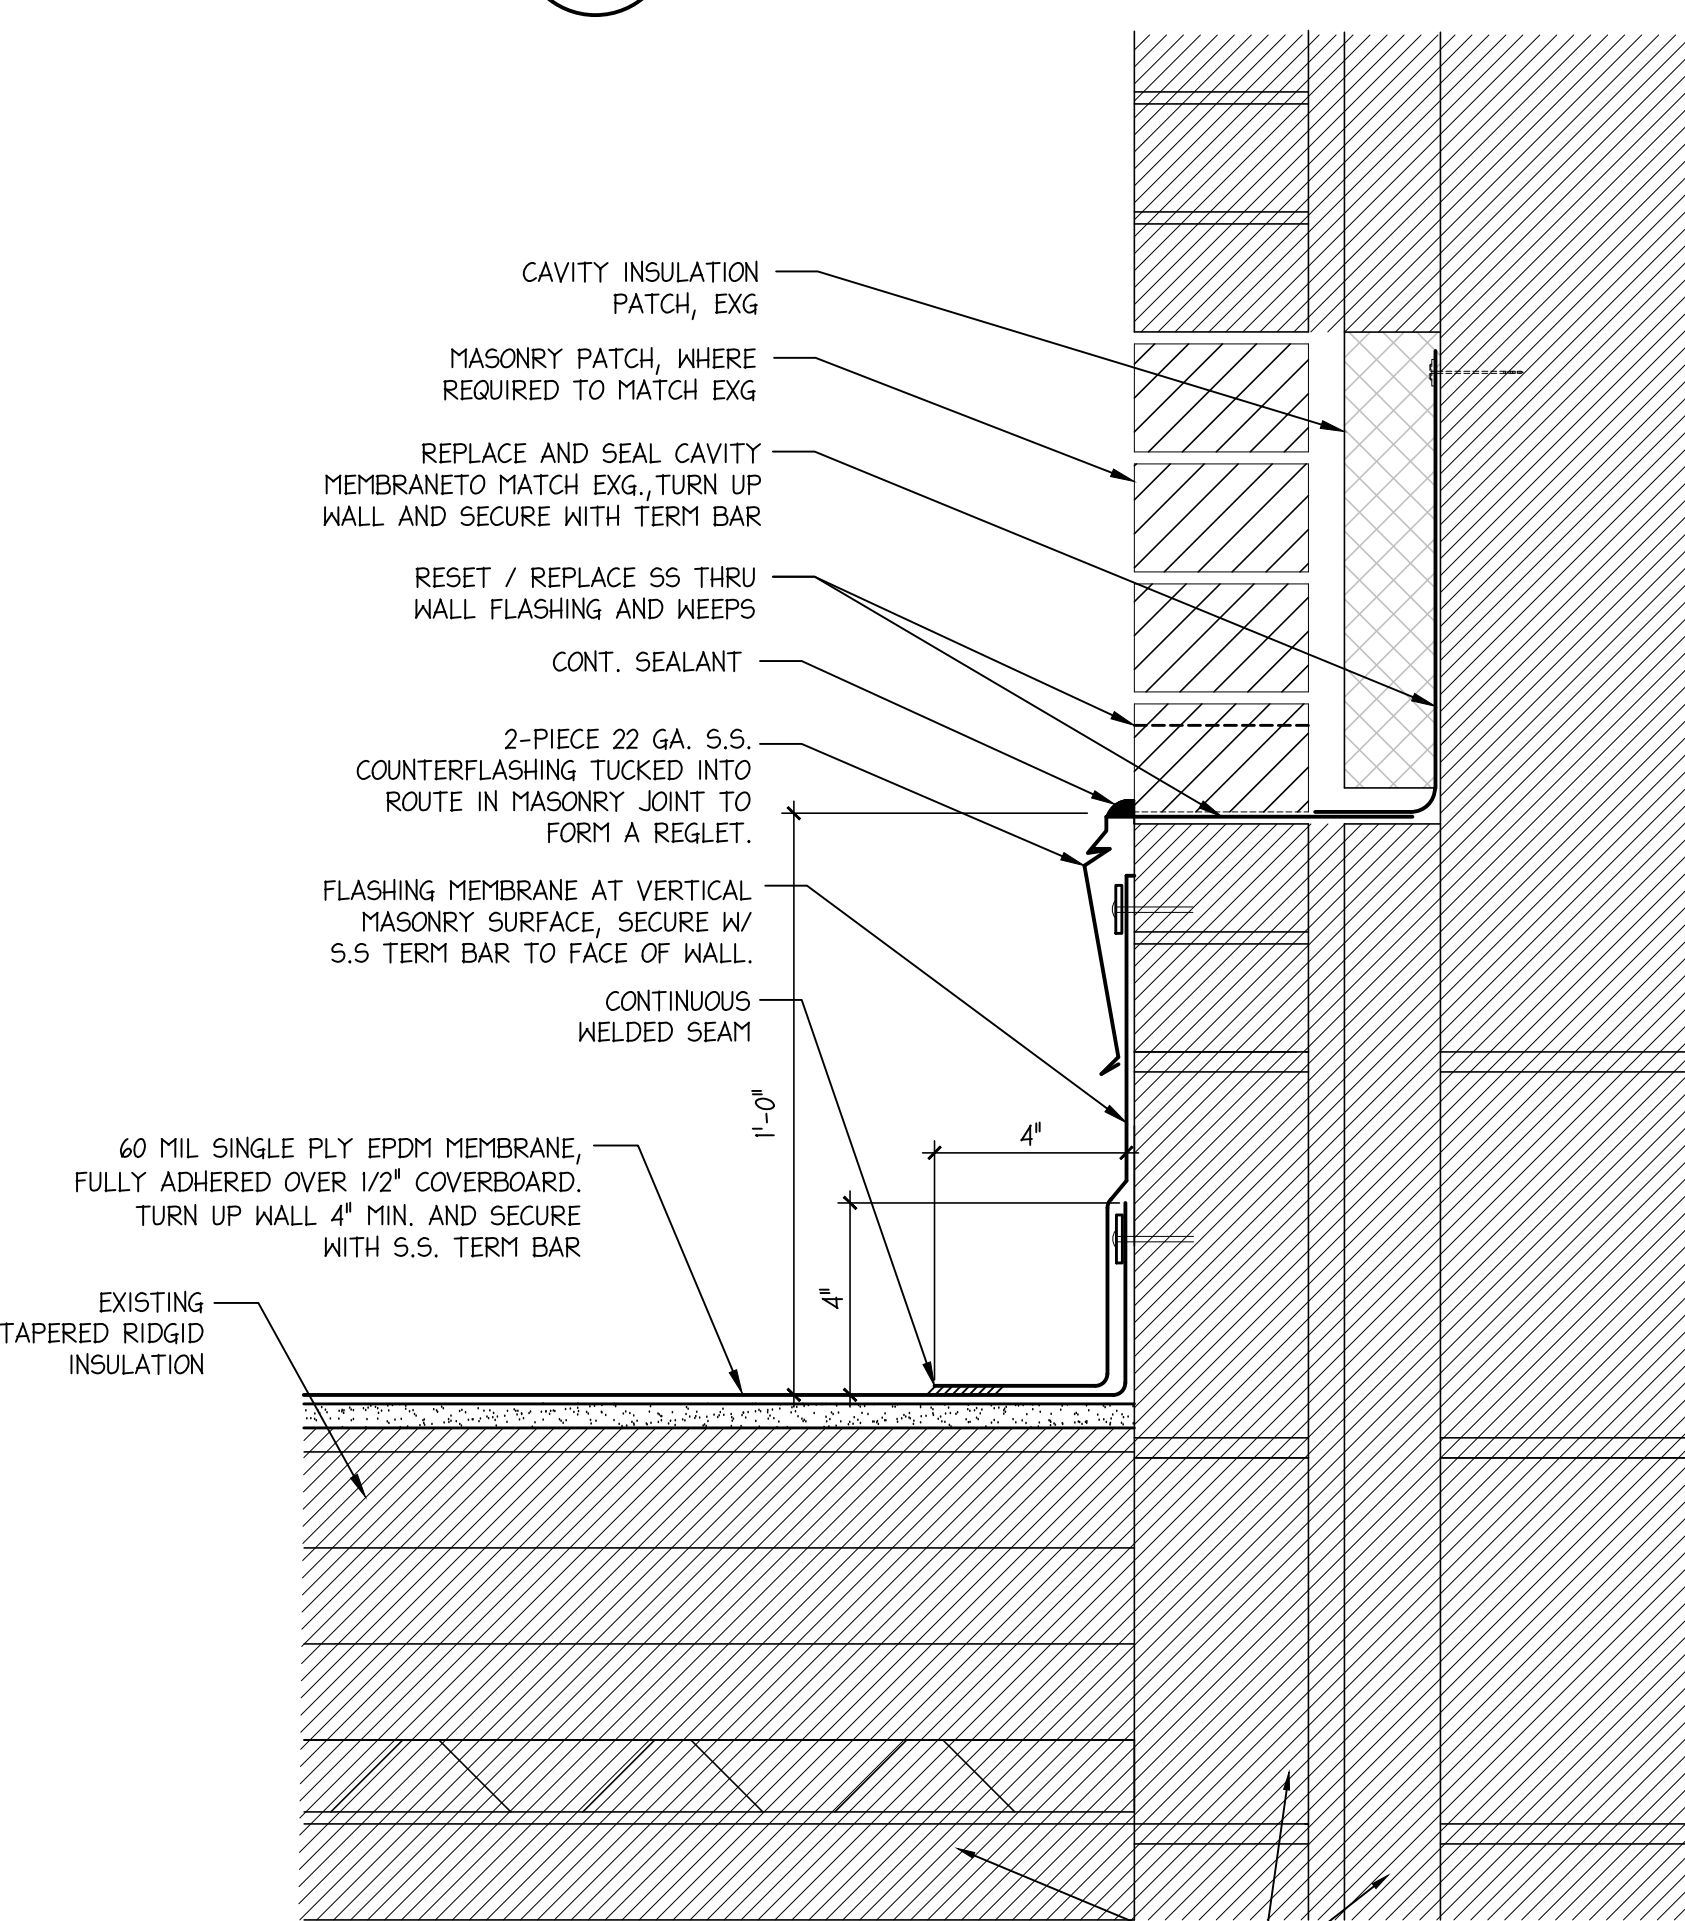 CAVITY INSULATION
PATCH, EXG
MASONRY PATCH, WHERE
REQUIRED TO MATCH EXG
REPLACE AND SEAL CAVITY
MEMBRANETO MATCH EXG.,TURN UP
WALL AND SECURE WITH TERM BAR
RESET / REPLACE SS THRU
WALL FLASHING AND WEEPS
CONT. SEALANT
2-PIECE 22 GA. S.S.
COUNTERFLASHING TUCKED INTO
ROUTE IN MASONRY JOINT TO
FORM A REGLET.
FLASHING MEMBRANE AT VERTICAL
MASONRY SURFACE, SECURE W/
S.S TERM BAR TO FACE OF WALL.
CONTINUOUS
WELDED SEAM
1'-0"
4"
60 MIL SINGLE PLY EPDM MEMBRANE,
FULLY ADHERED OVER 1/2" COVERBOARD.
TURN UP WALL 4" MIN. AND SECURE
WITH S.S. TERM BAR
4"
EXISTING
TAPERED RIDGID
INSULATION